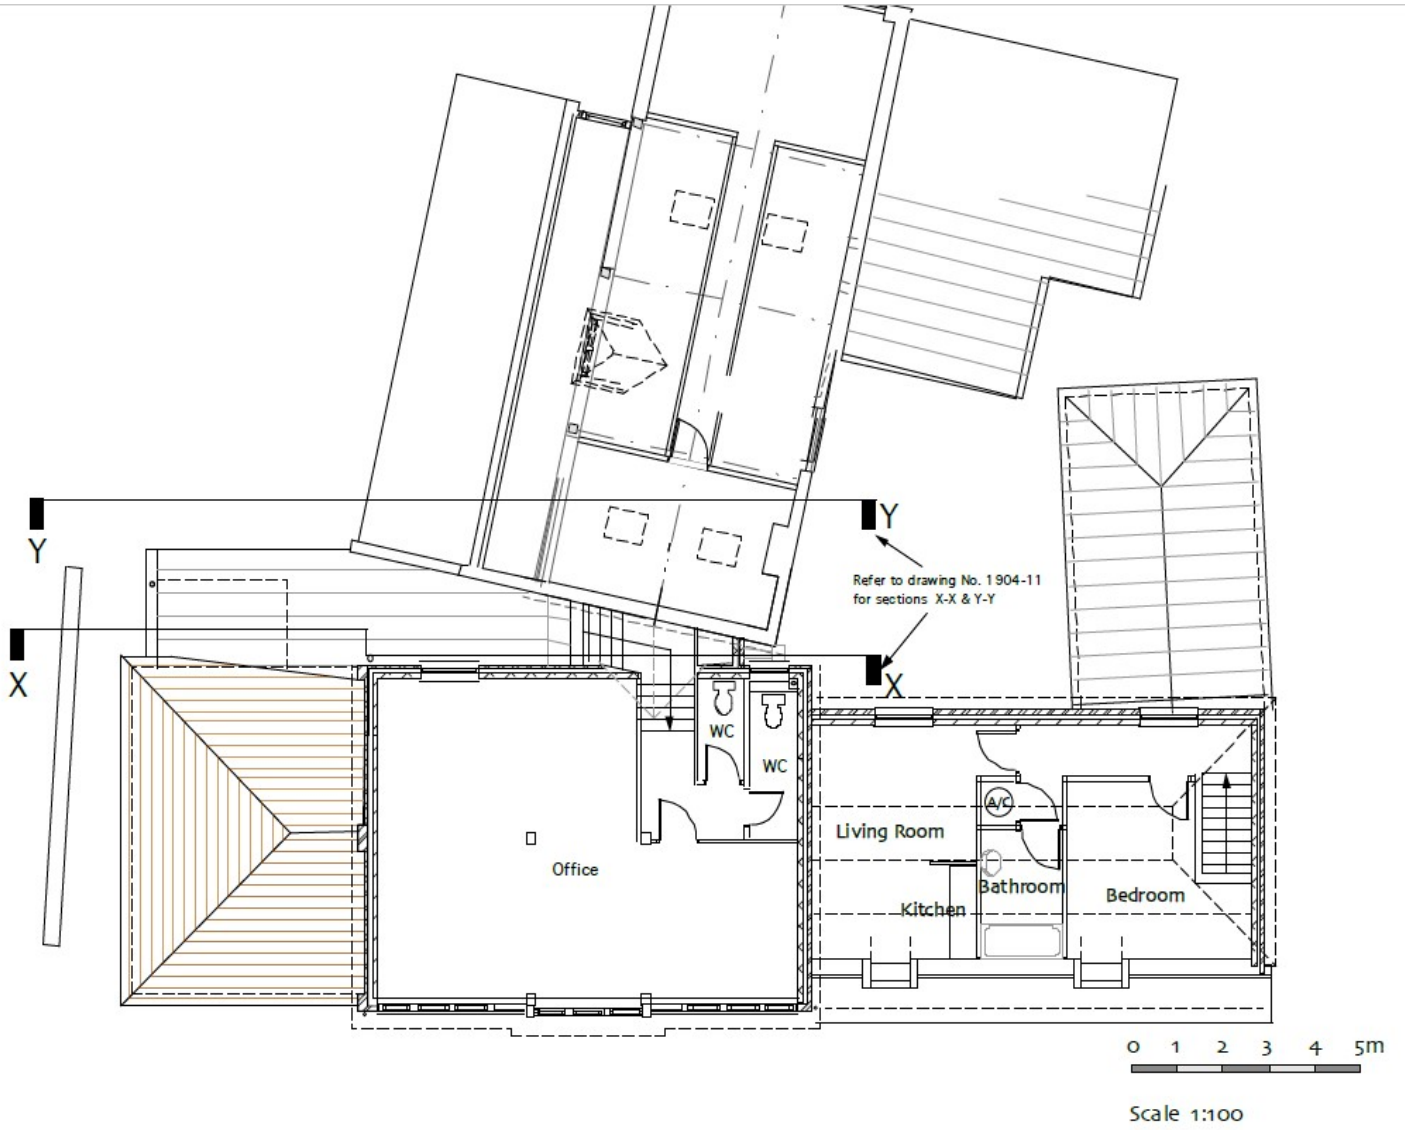 Y
Y
Refer to drawing No. 1904-11
for sections X-X & Y-Y
X
X
WC
WC
A/C
Living Room
Office
Bathroom
Kitchen
Bedroom
0 1 2 3 4 5m
Scale 1:100